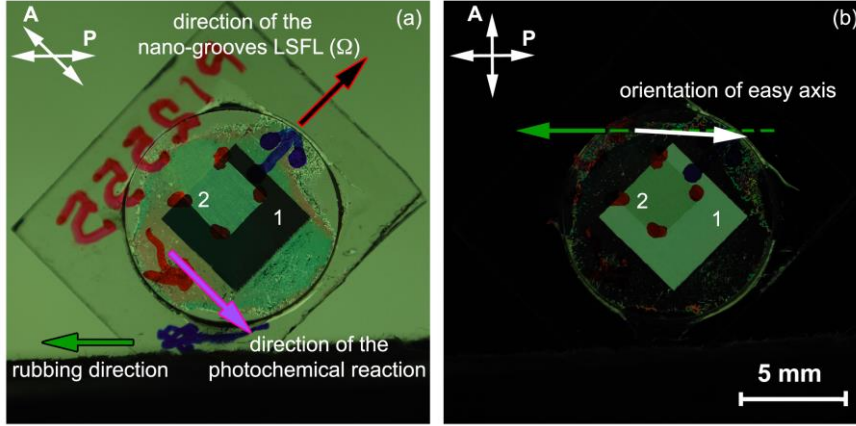 A
P
(a)
direction of the
nano-grooves LSFL (Ω)
2
1
rubbing direction
direction of the
photochemical reaction
A
P
(b)
orientation of easy axis
2
1
5 mm